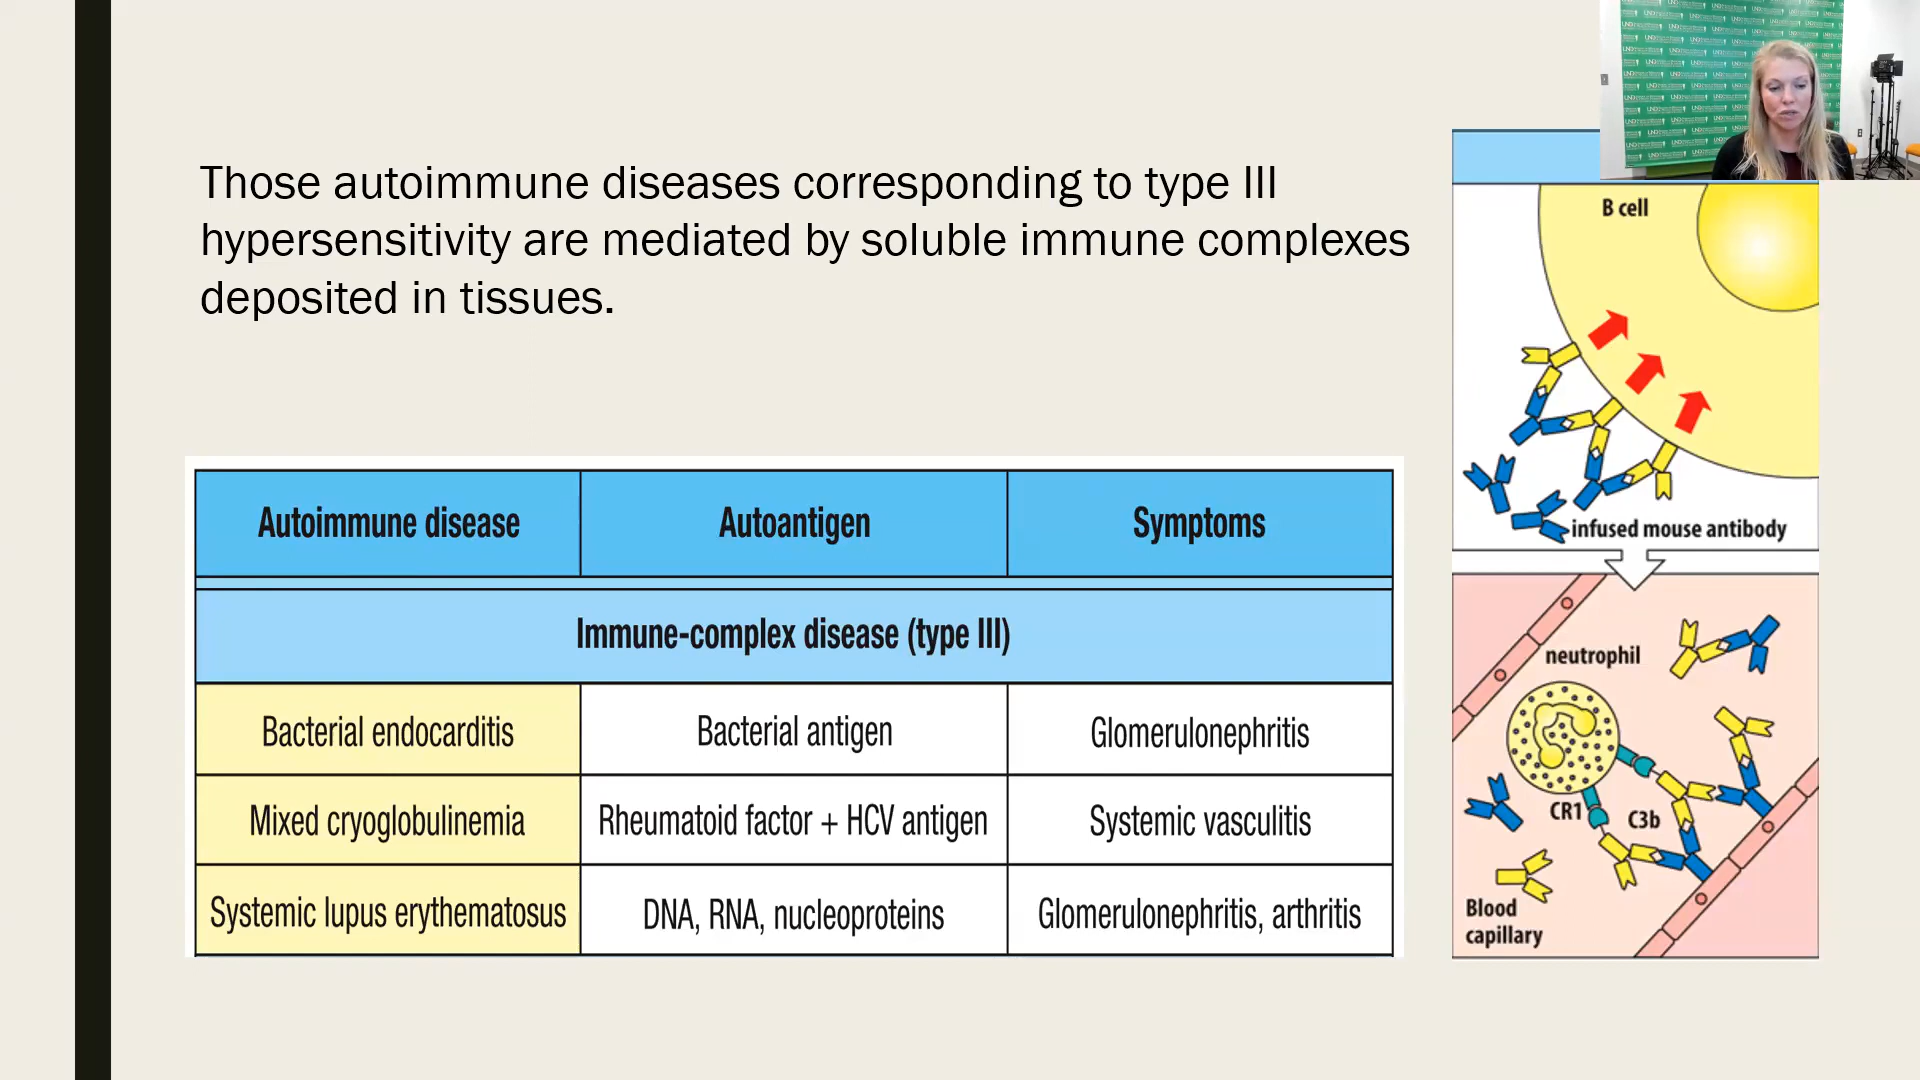 Those autoimmune diseases corresponding to type III
hypersensitivity are mediated by soluble immune complexes
deposited in tissues.
Autoimmune disease
Autoantigen
Symptoms
Immune-complex disease (type III)
Bacterial endocarditis
Bacterial antigen
Glomerulonephritis
Mixed cryoglobulinemia
Rheumatoid factor + HCV antigen
Systemic vasculitis
Systemic lupus erythematosus
DNA, RNA, nucleoproteins
Glomerulonephritis, arthritis
B cell
infused mouse antibody
neutrophil
CR1
C3b
Blood
capillary